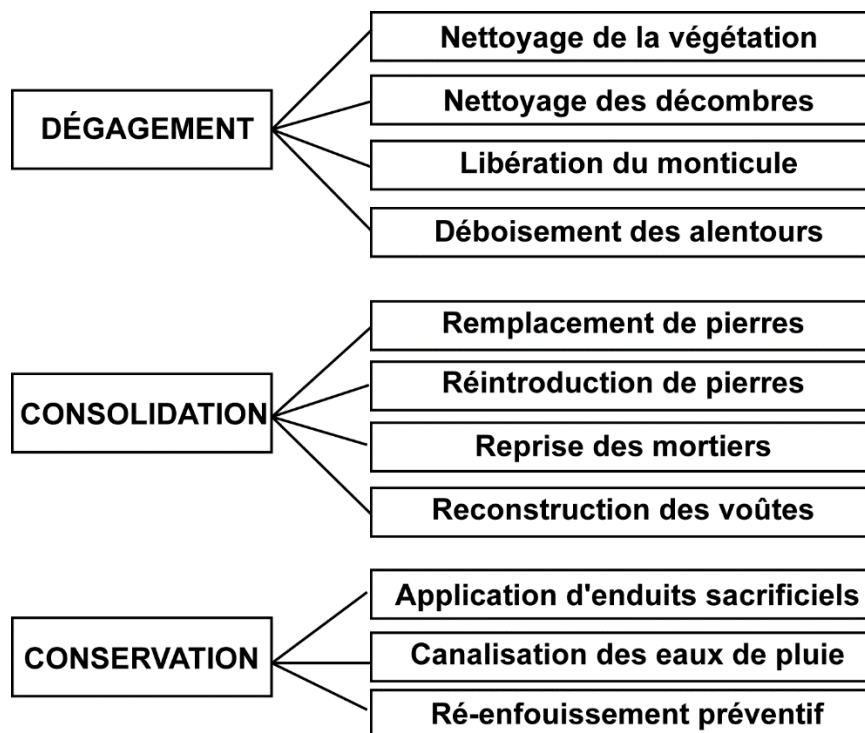 DÉGAGEMENT
Nettoyage de la végétation
Nettoyage des décombres
Libération du monticule
Déboisement des alentours
CONSOLIDATION
Remplacement de pierres
Réintroduction de pierres
Reprise des mortiers
Reconstruction des voûtes
CONSERVATION
Application d'enduits sacrificiels
Canalisation des eaux de pluie
Ré-enfouissement préventif